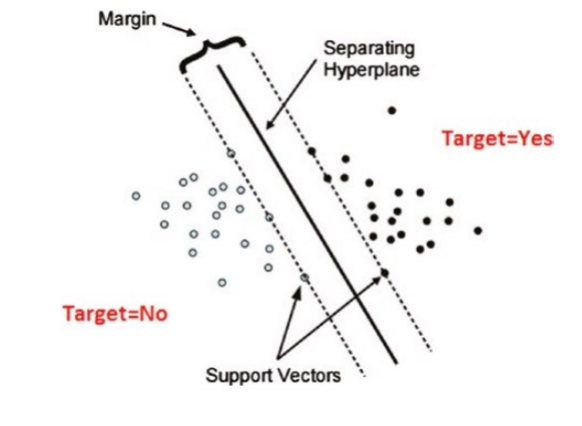 Margin
Separating
Hyperplane
Target=Yes
Target=No
Support Vectors